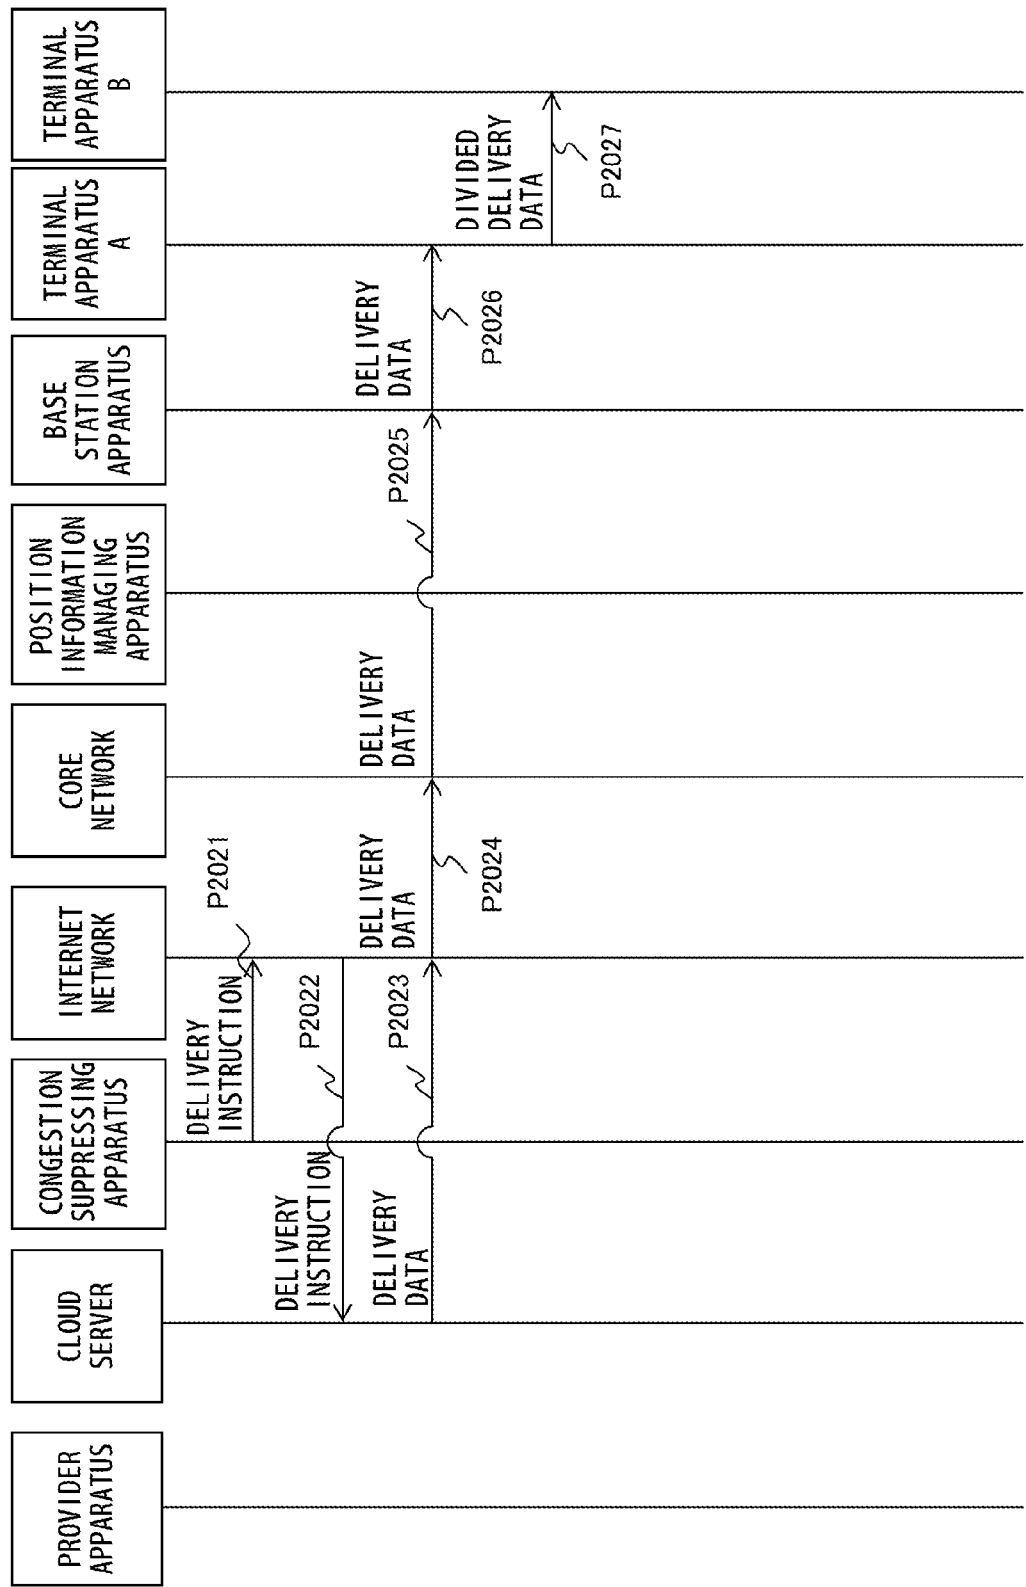 PROVIDER
APPARATUS
CLOUD
SERVER
CONGESTION
SUPPRESSING
APPARATUS
INTERNET
NETWORK
CORE
NETWORK
POSITION
INFORMATION
MANAGING
APPARATUS
BASE
STATION
APPARATUS
TERMINAL
APPARATUS
A
TERMINAL
APPARATUS
B
DELIVERY
INSTRUCTION
P2021
DELIVERY
INSTRUCTION
P2022
DELIVERY
DATA
P2023
DELIVERY
DATA
P2024
DELIVERY
DATA
P2025
DELIVERY
DATA
P2026
DIVIDED
DELIVERY
DATA
P2027